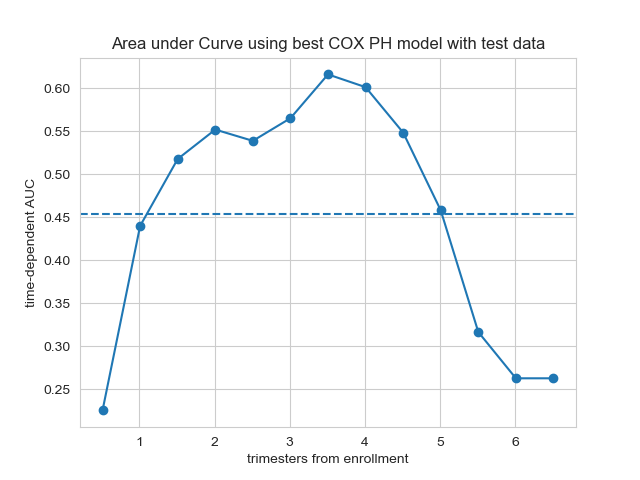 Area under Curve using best COX PH model with test data
time-dependent AUC
0.60
0.55
0.50
0.45
0.40
0.35
0.30
0.25
1 2 3 4 5 6
trimesters from enrollment